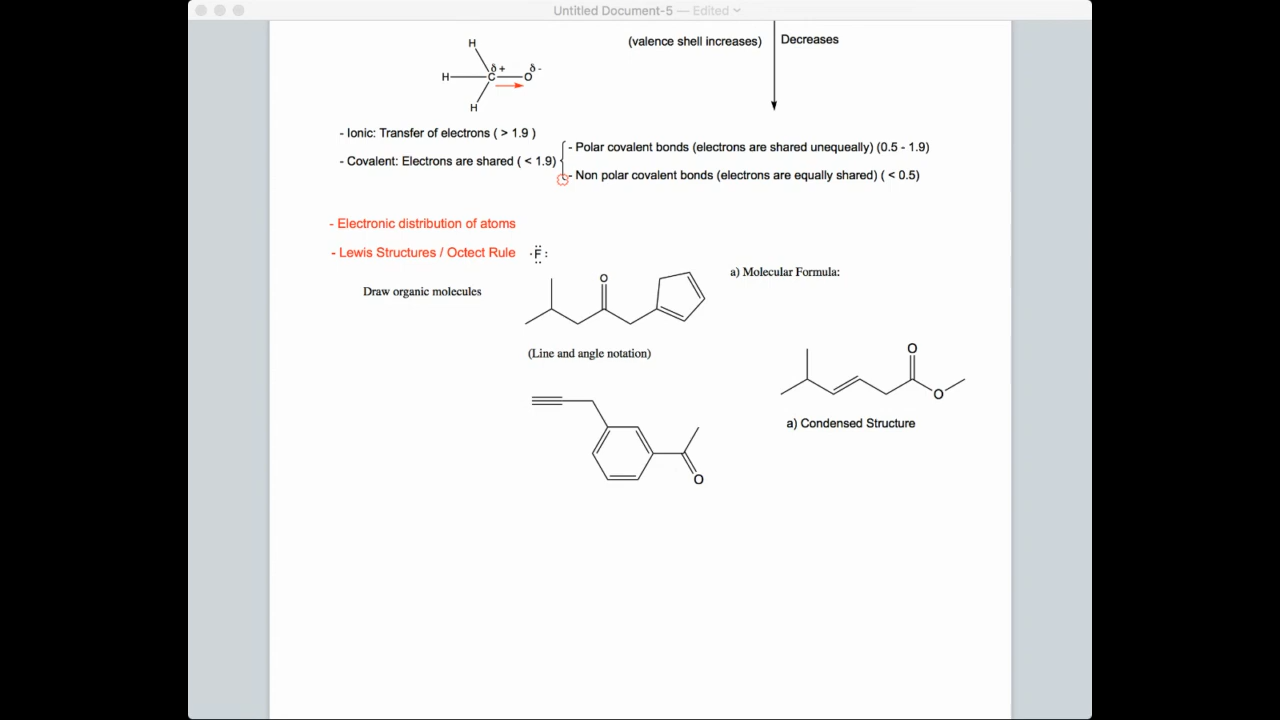 Untitled Document-5 — Edited
(valence shell increases)
Decreases
H
δ + δ -
H C O
H
- Ionic: Transfer of electrons ( > 1.9 )
- Covalent: Electrons are shared ( < 1.9)
- Polar covalent bonds (electrons are shared unequeally) (0.5 - 1.9)
- Non polar covalent bonds (electrons are equally shared) ( < 0.5)
- Electronic distribution of atoms
- Lewis Structures / Octect Rule
F
Draw organic molecules
O
a) Molecular Formula:
(Line and angle notation)
O
O
a) Condensed Structure
O